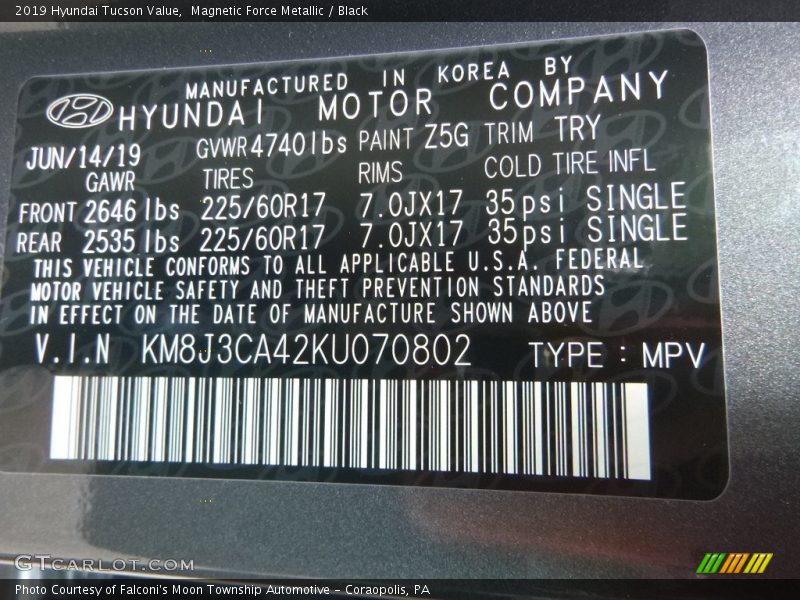 2019 Hyundai Tucson Value,  Magnetic Force Metallic / Black
MANUFACTURED IN KOREA BY
HYUNDAI MOTOR COMPANY
JUN/14/19 GVWR 4740lbs PAINT Z5G TRIM TRY
GAWR TIRES RIMS COLD TIRE INFL
FRONT 2646 lbs 225/60R17 7.0JX17 35psi SINGLE
REAR 2535 lbs 225/60R17 7.0JX17 35psi SINGLE
THIS VEHICLE CONFORMS TO ALL APPLICABLE U.S.A. FEDERAL
MOTOR VEHICLE SAFETY AND THEFT PREVENTION STANDARDS
IN EFFECT ON THE DATE OF MANUFACTURE SHOWN ABOVE
V.I.N KM8J3CA42KU070802 TYPE : MPV
GTCARLOT.COM
Photo Courtesy of Falconi's Moon Township Automotive - Coraopolis, PA